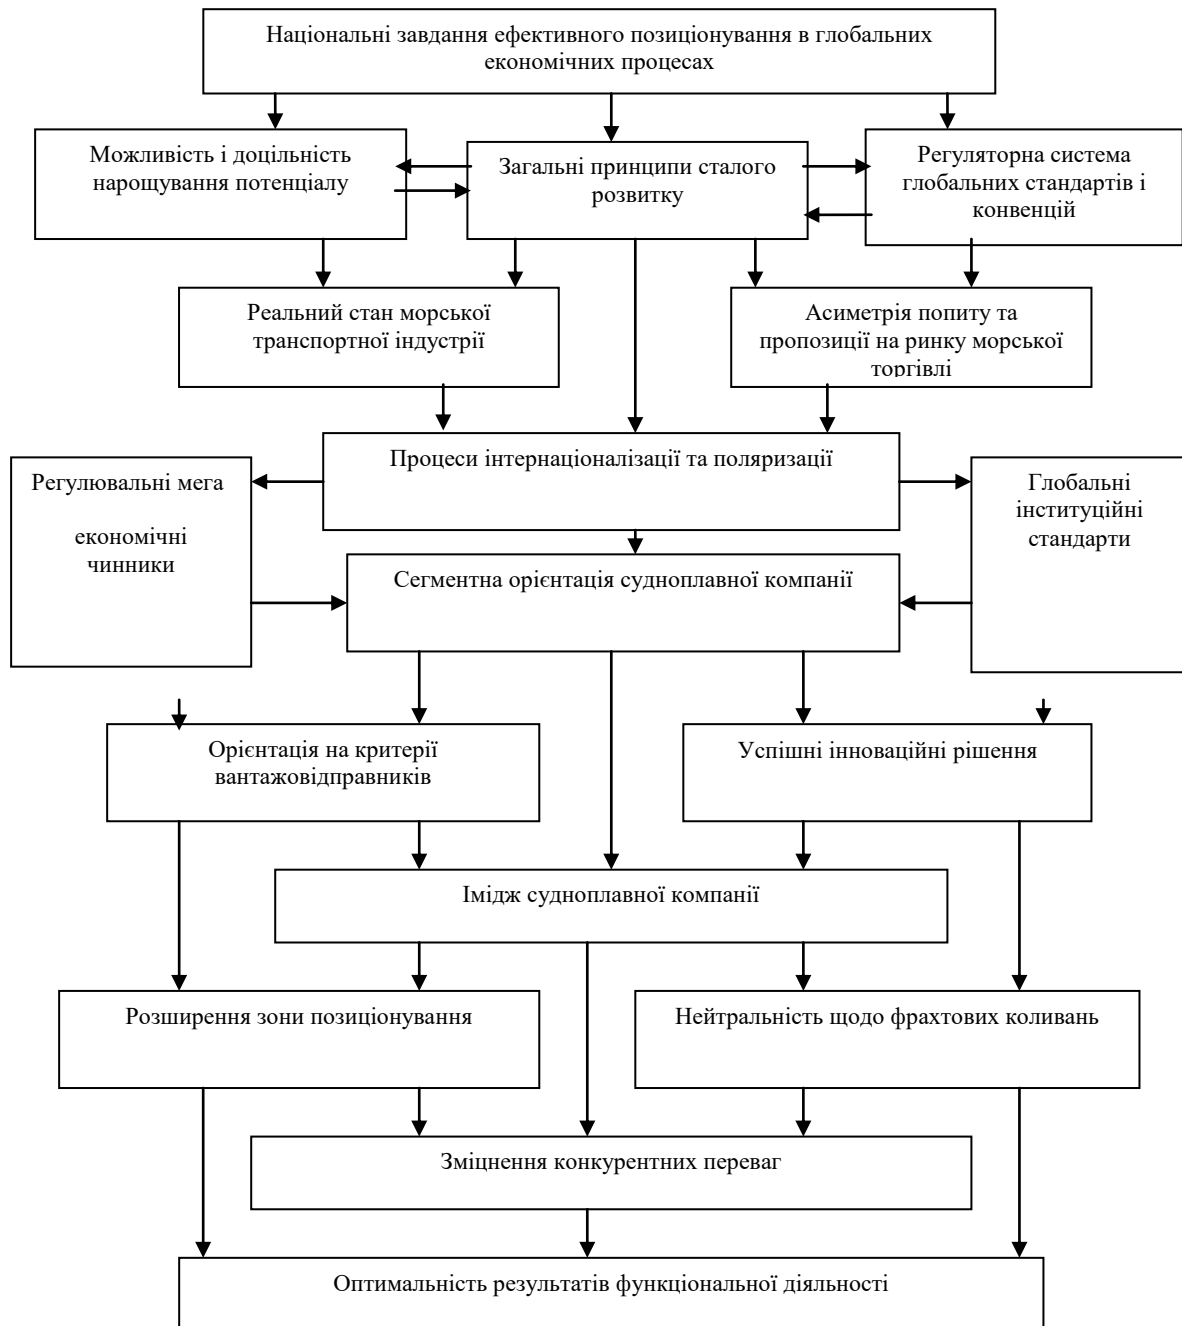 Національні завдання ефективного позиціонування в глобальних
економічних процесах
Можливість і доцільність
нарощування потенціалу
Загальні принципи сталого
розвитку
Регуляторна система
глобальних стандартів і
конвенцій
Реальний стан морської
транспортної індустрії
Асиметрія попиту та
пропозиції на ринку морської
торгівлі
Процеси інтернаціоналізації та поляризації
Регулювальні мега
економічні
чинники
Глобальні
інституційні
стандарти
Сегментна орієнтація судноплавної компанії
Орієнтація на критерії
вантажовідправників
Успішні інноваційні рішення
Імідж судноплавної компанії
Розширення зони позиціонування
Нейтральність щодо фрахтових коливань
Зміцнення конкурентних переваг
Оптимальність результатів функціональної діяльності